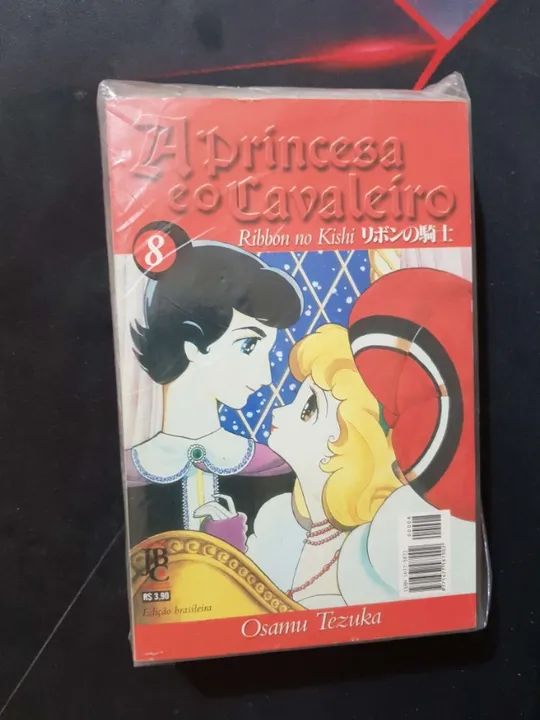 A Princesa
e o Cavaleiro
8
Ribbon no Kishi リボンの騎士
JBC
R$ 3,90
Edição brasileira
Osamu Tezuka